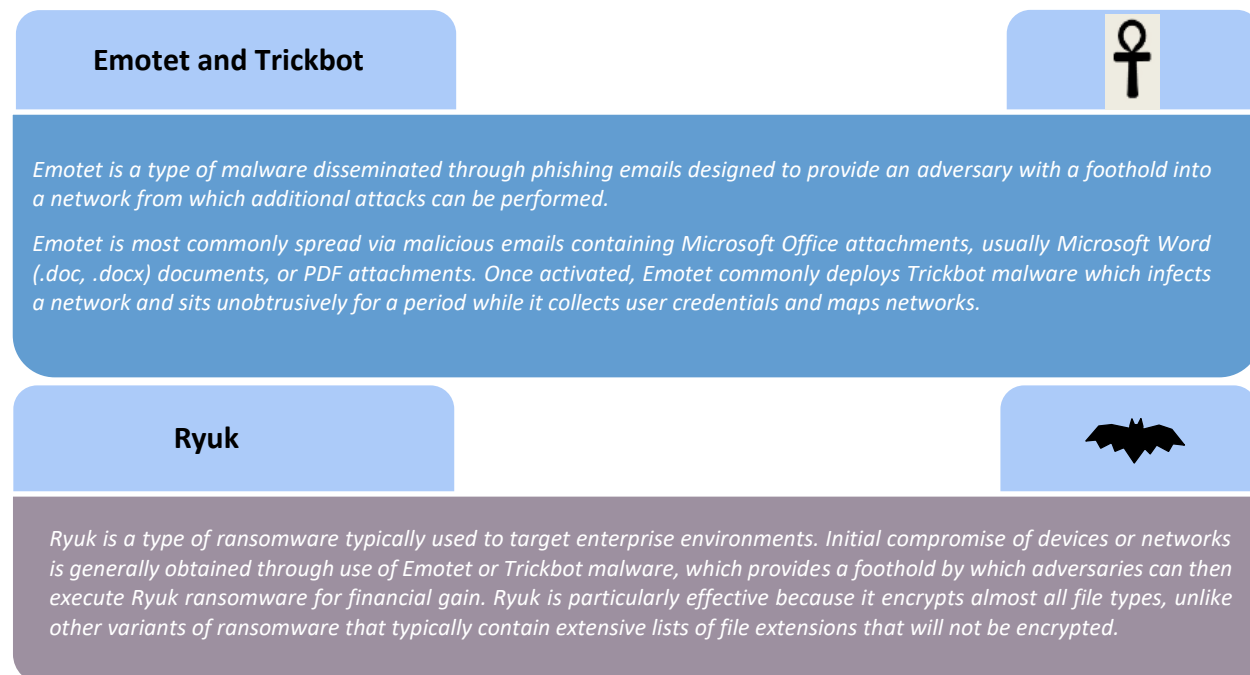 Emotet and Trickbot
Emotet is a type of malware disseminated through phishing emails designed to provide an adversary with a foothold into
a network from which additional attacks can be performed.
Emotet is most commonly spread via malicious emails containing Microsoft Office attachments, usually Microsoft Word
(.doc, .docx) documents, or PDF attachments. Once activated, Emotet commonly deploys Trickbot malware which infects
a network and sits unobtrusively for a period while it collects user credentials and maps networks.
Ryuk
Ryuk is a type of ransomware typically used to target enterprise environments. Initial compromise of devices or networks
is generally obtained through use of Emotet or Trickbot malware, which provides a foothold by which adversaries can then
execute Ryuk ransomware for financial gain. Ryuk is particularly effective because it encrypts almost all file types, unlike
other variants of ransomware that typically contain extensive lists of file extensions that will not be encrypted.